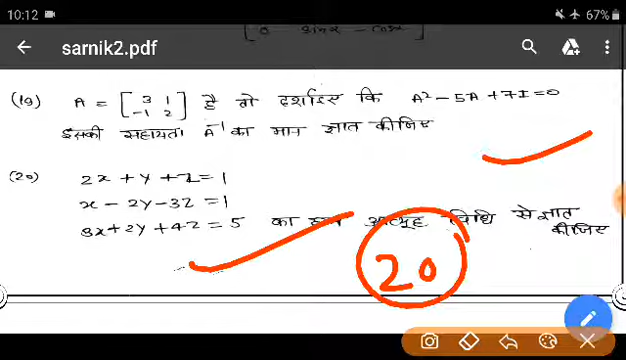 10:12
67%
sarnik2.pdf
(19) A = [3 1 -1 2] है तो दर्शाइए कि A² - 5A + 7I = 0
इसकी सहायता A⁻¹ का मान ज्ञात कीजिए
(20) 2x + y + z = 1
x - 2y - 3z = 1
3x + 2y + 4z = 5 का हल आव्यूह विधि से ज्ञात
कीजिए
20